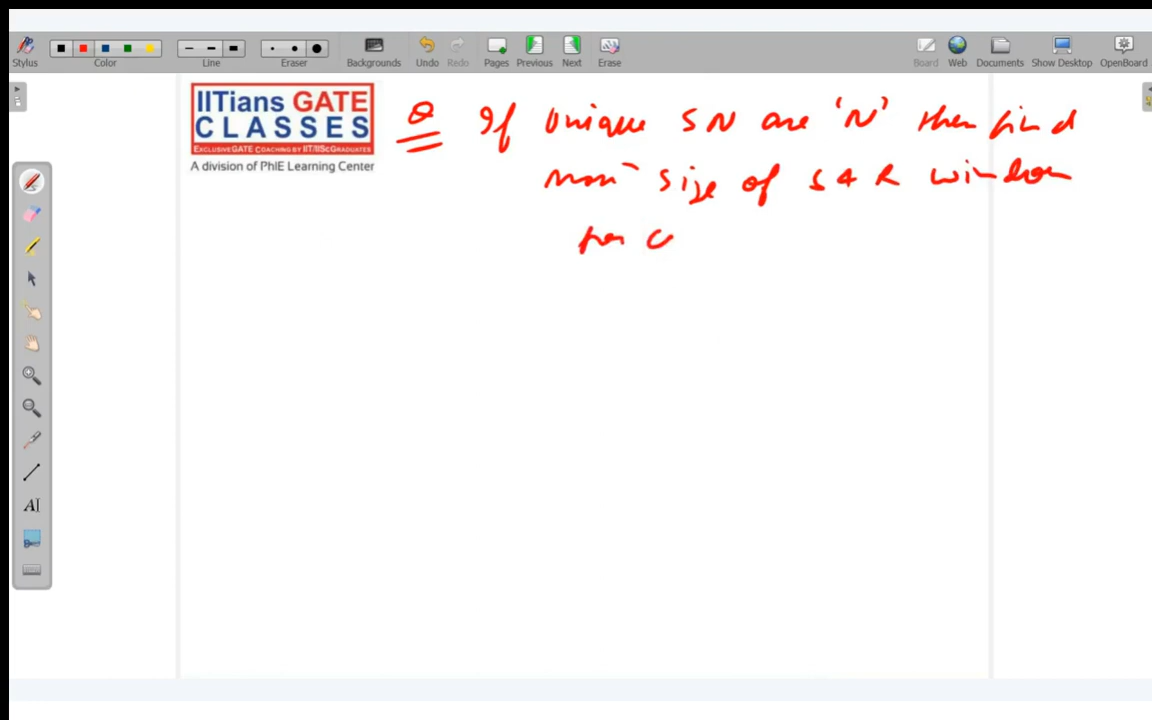 Stylus Color Line Eraser Backgrounds Undo Redo Pages Previous Next Erase Board Web Documents Show Desktop OpenBoard
IITians GATE
CLASSES
EXCLUSIVE GATE COACHING BY IIT/IISC GRADUATES
A division of PhIE Learning Center
Q If Unique SN are 'N' then find
size of S & R window
for G
AI